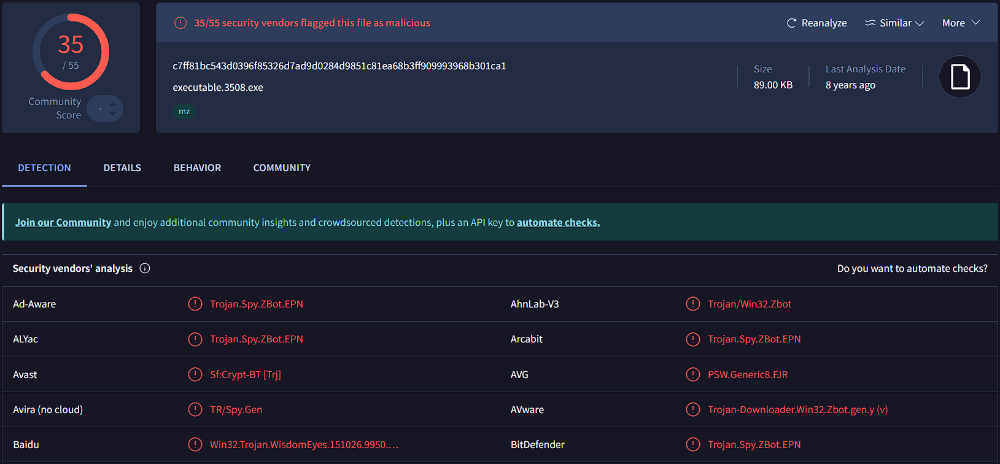 35
/ 55
Community
Score
35/55 security vendors flagged this file as malicious
Reanalyze
Similar
More
c7ff81bc543d0396f85326d7ad9d0284d9851c81ea68b3ff909993968b301ca1
executable.3508.exe
mz
Size
89.00 KB
Last Analysis Date
8 years ago
DETECTION
DETAILS
BEHAVIOR
COMMUNITY
Join our Community and enjoy additional community insights and crowdsourced detections, plus an API key to automate checks.
Security vendors' analysis
Do you want to automate checks?
Ad-Aware
Trojan.Spy.ZBot.EPN
AhnLab-V3
Trojan/Win32.Zbot
ALYac
Trojan.Spy.ZBot.EPN
Arcabit
Trojan.Spy.ZBot.EPN
Avast
Sf:Crypt-BT [Trj]
AVG
PSW.Generic8.FJR
Avira (no cloud)
TR/Spy.Gen
AVware
Trojan-Downloader.Win32.Zbot.gen.y (v)
Baidu
Win32.Trojan.WisdomEyes.151026.9950....
BitDefender
Trojan.Spy.ZBot.EPN